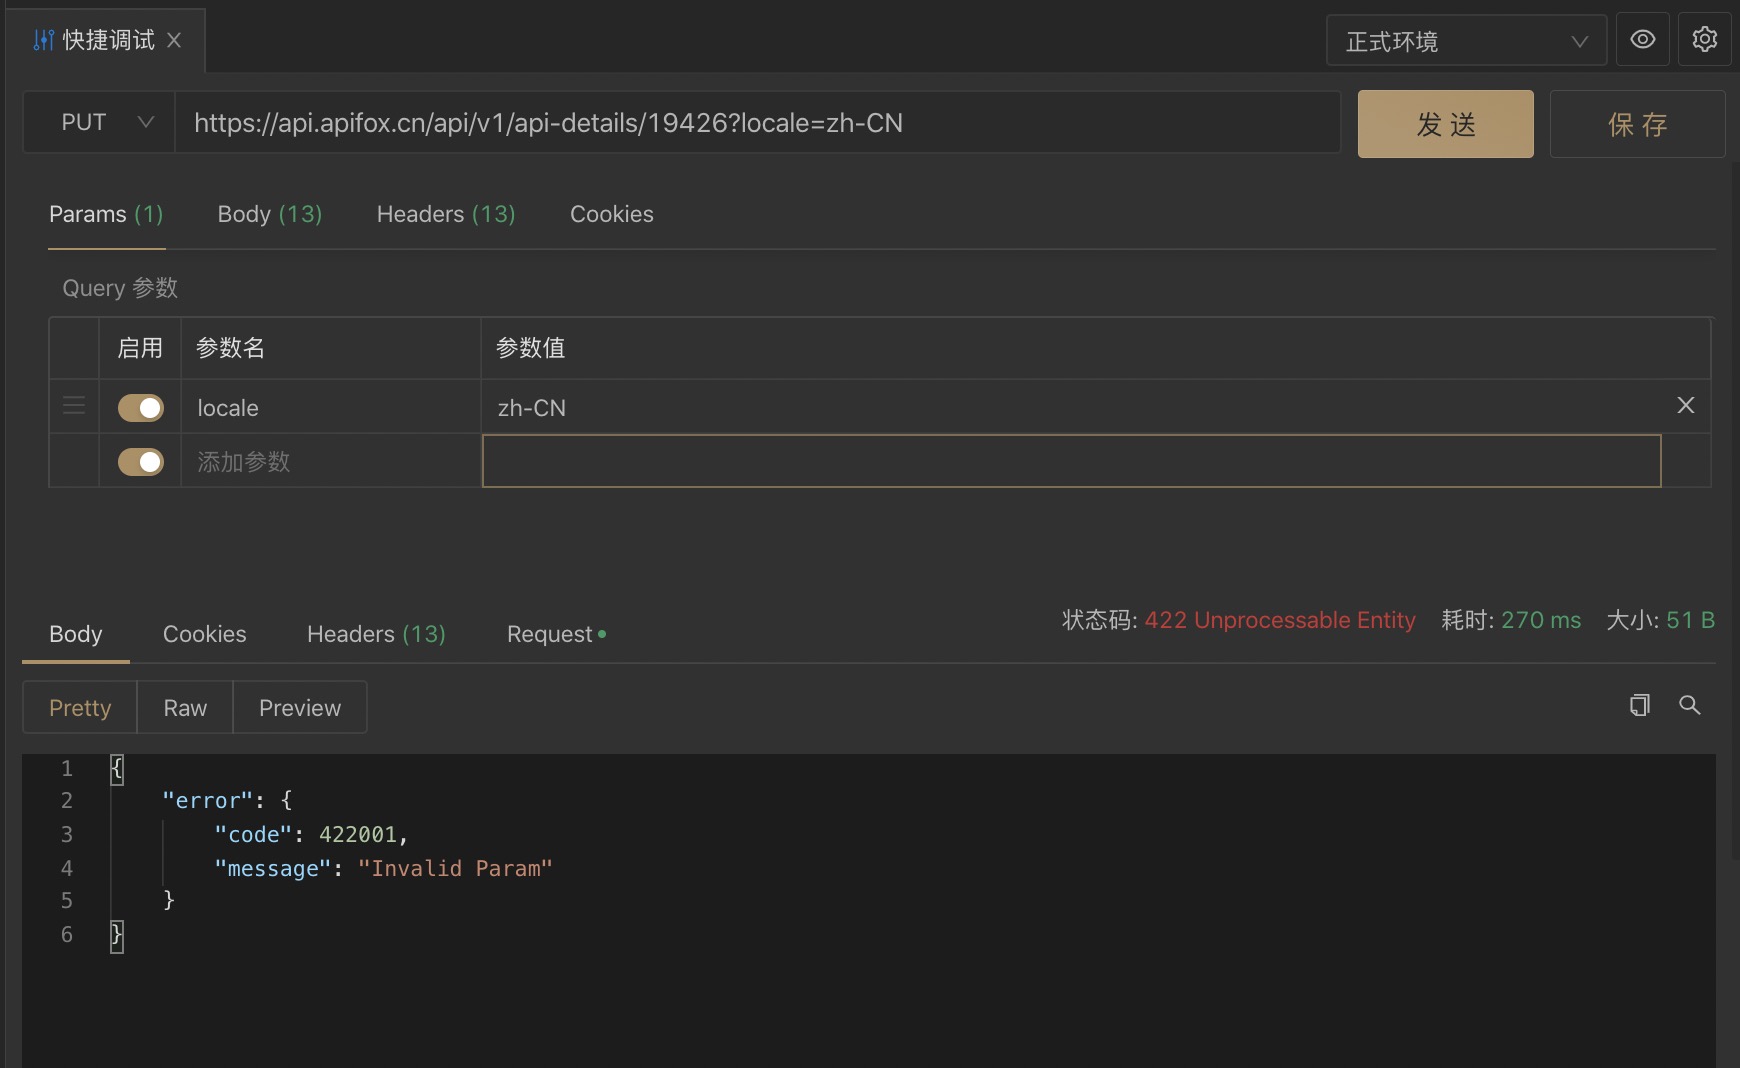 快捷调试
正式环境
PUT https://api.apifox.cn/api/v1/api-details/19426?locale=zh-CN 发 送 保 存
Params (1) Body (13) Headers (13) Cookies
Query 参数
启用 参数名 参数值
locale zh-CN
添加参数
Body Cookies Headers (13) Request 状态码: 422 Unprocessable Entity 耗时: 270 ms 大小: 51 B
Pretty Raw Preview
1 {
2 "error": {
3 "code": 422001,
4 "message": "Invalid Param"
5 }
6 }